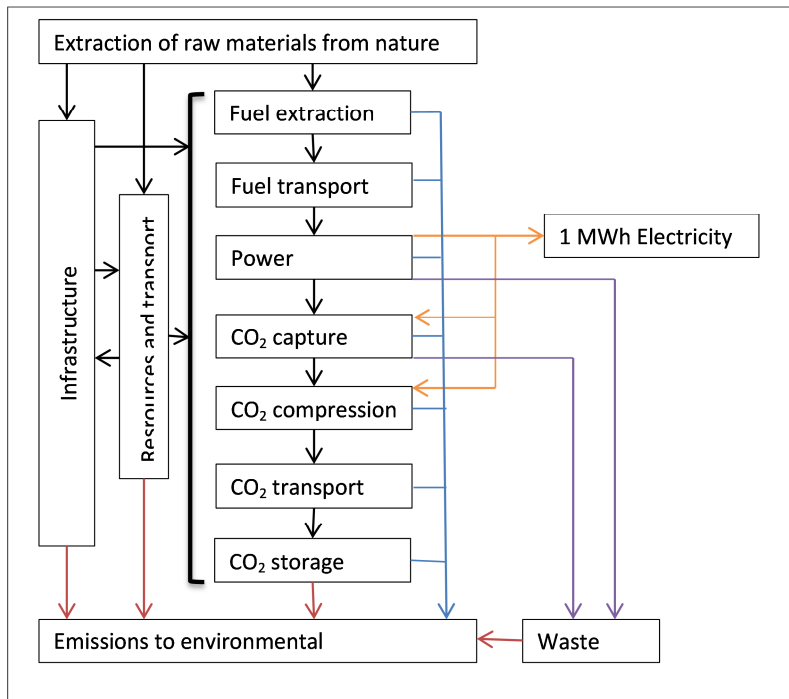 Extraction of raw materials from nature
Fuel extraction
Fuel transport
1 MWh Electricity
Power
Infrastructure
Resrources and transport
CO₂ capture
CO₂ compression
CO₂ transport
CO₂ storage
Emissions to environmental
Waste